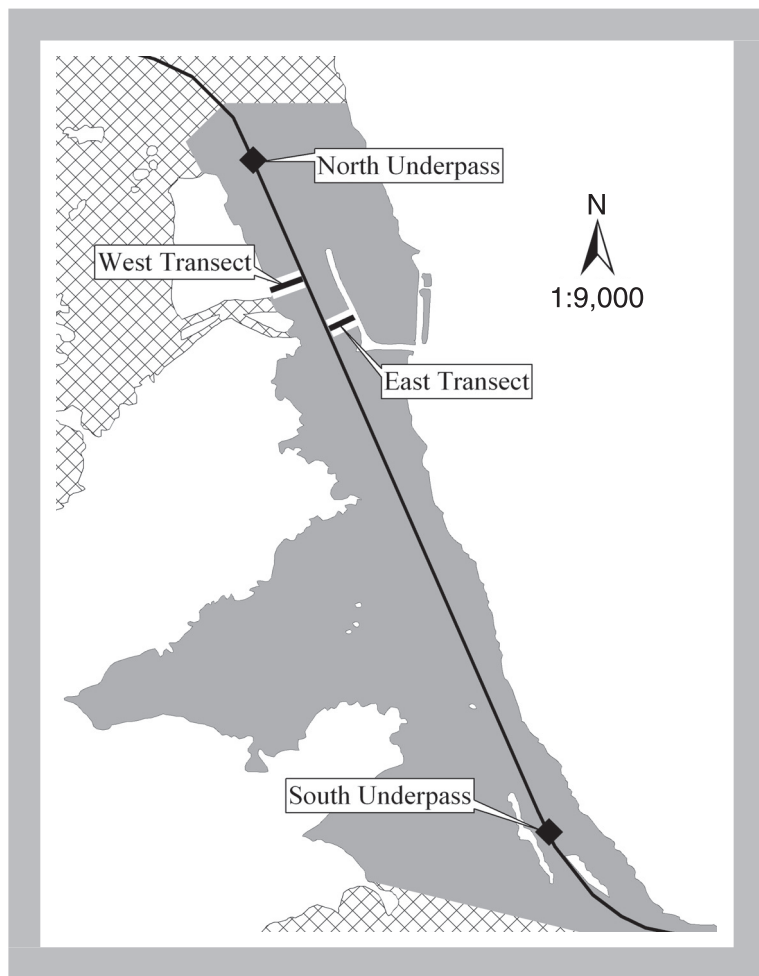 North Underpass
N
West Transect
1:9,000
East Transect
South Underpass